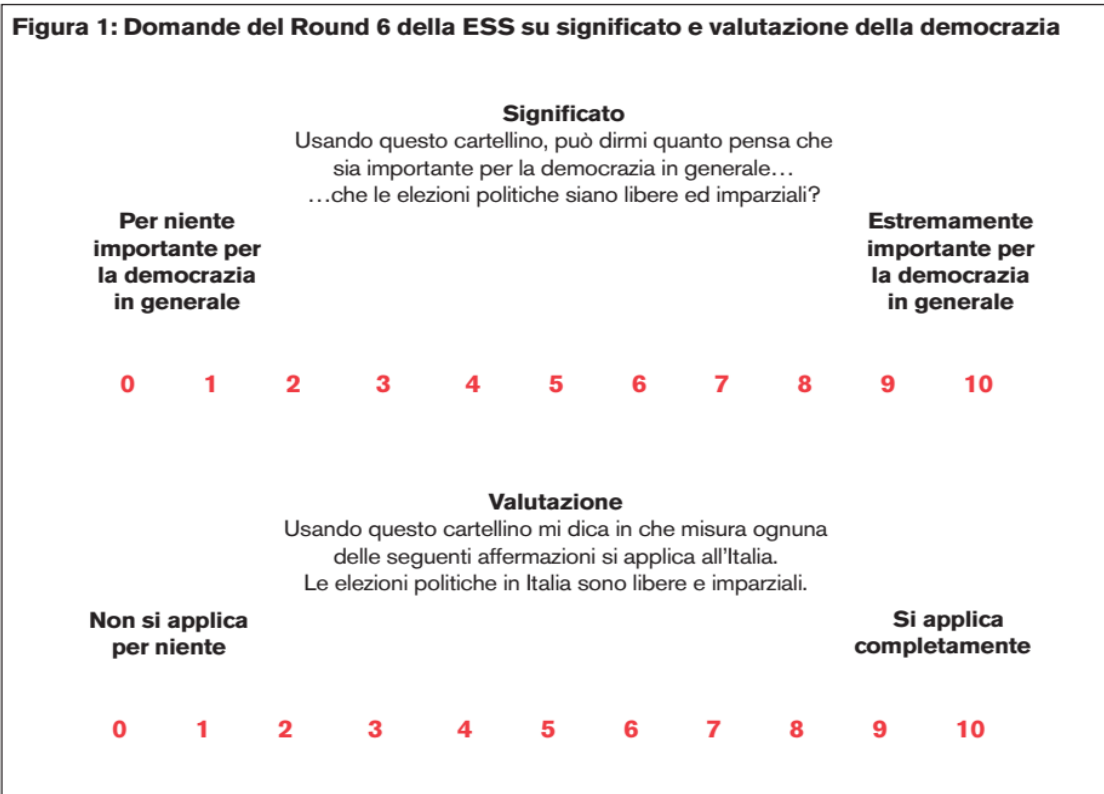 Figura 1: Domande del Round 6 della ESS su significato e valutazione della democrazia
Significato
Usando questo cartellino, può dirmi quanto pensa che
sia importante per la democrazia in generale…
…che le elezioni politiche siano libere ed imparziali?
Per niente
importante per
la democrazia
in generale
Estremamente
importante per
la democrazia
in generale
0 1 2 3 4 5 6 7 8 9 10
Valutazione
Usando questo cartellino mi dica in che misura ognuna
delle seguenti affermazioni si applica all'Italia.
Le elezioni politiche in Italia sono libere e imparziali.
Non si applica
per niente
Si applica
completamente
0 1 2 3 4 5 6 7 8 9 10